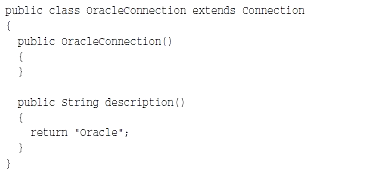 public class OracleConnection extends Connection
{
  public OracleConnection()
  {
  }

  public String description()
  {
    return "Oracle";
  }
}